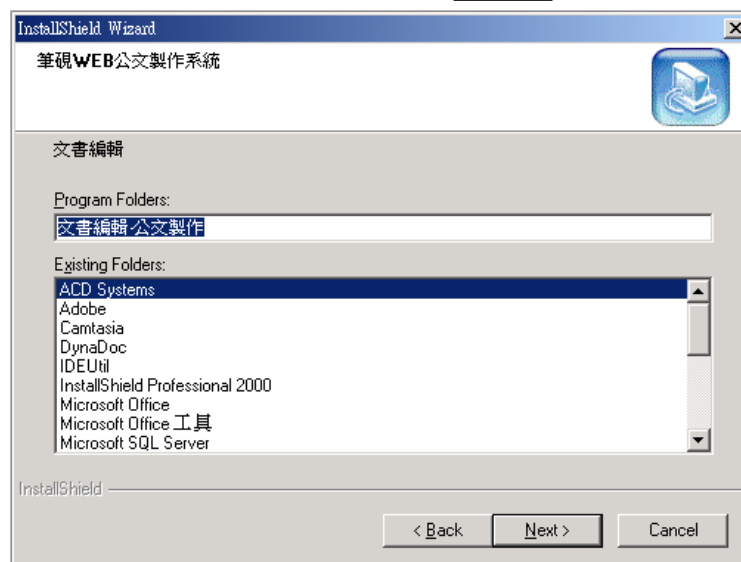 InstallShield Wizard
筆硯WEB公文製作系統
文書編輯
Program Folders:
文書編輯-公文製作
Existing Folders:
ACD Systems
Adobe
Camtasia
DynaDoc
IDEUtil
InstallShield Professional 2000
Microsoft Office
Microsoft Office 工具
Microsoft SQL Server
InstallShield
< Back Next > Cancel